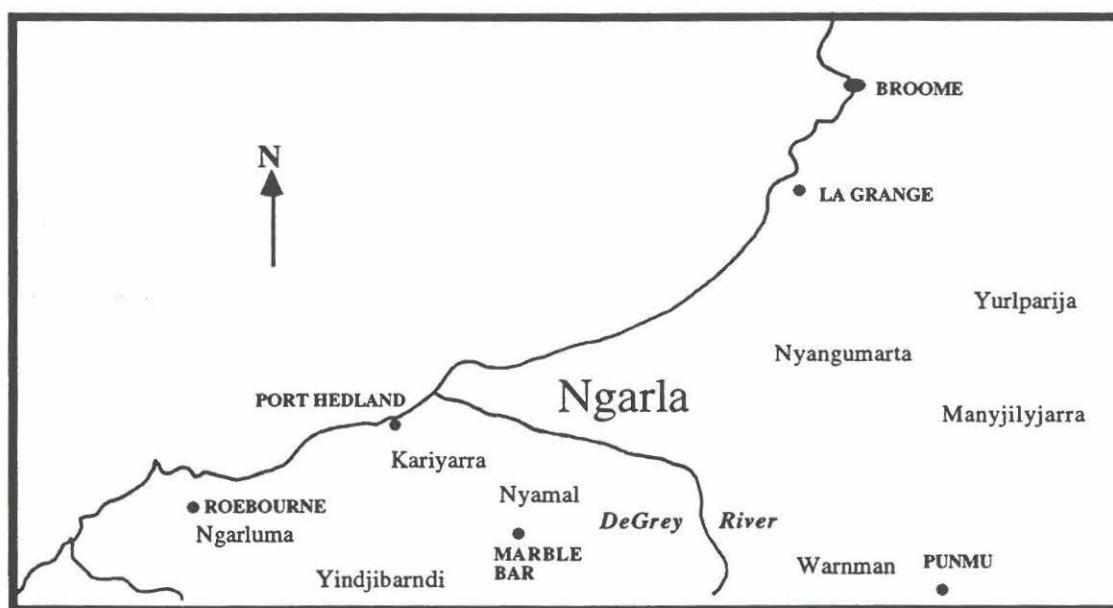 BROOME
N
LA GRANGE
Yurlparija
Nyangumarta
Ngarla
PORT HEDLAND
Manyjilyjarra
Kariyarra
Nyamal
ROEBOURNE
DeGrey River
Ngarluma
MARBLE
BAR
Warnman
PUNMU
Yindjibarndi